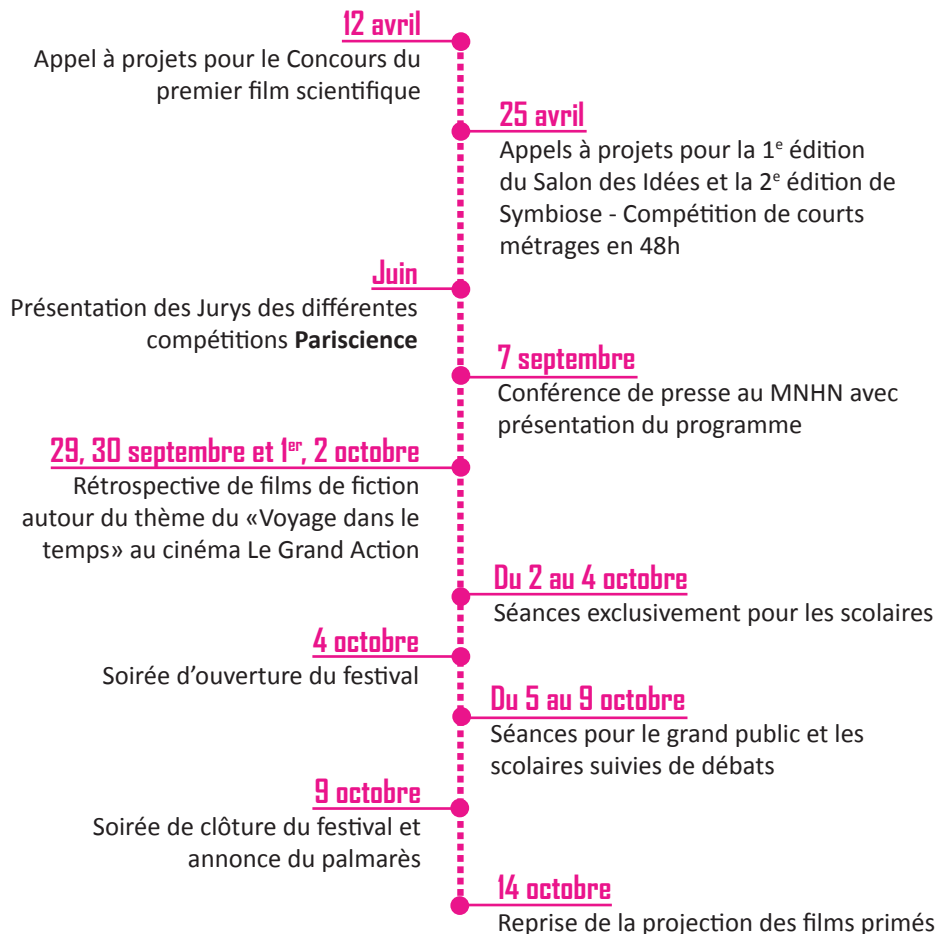 12 avril
Appel à projets pour le Concours du
premier film scientifique
25 avril
Appels à projets pour la 1e édition
du Salon des Idées et la 2e édition de
Symbiose - Compétition de courts
métrages en 48h
Juin
Présentation des Jurys des différentes
compétitions Pariscience
7 septembre
Conférence de presse au MNHN avec
présentation du programme
29, 30 septembre et 1er, 2 octobre
Rétrospective de films de fiction
autour du thème du «Voyage dans le
temps» au cinéma Le Grand Action
Du 2 au 4 octobre
Séances exclusivement pour les scolaires
4 octobre
Soirée d'ouverture du festival
Du 5 au 9 octobre
Séances pour le grand public et les
scolaires suivies de débats
9 octobre
Soirée de clôture du festival et
annonce du palmarès
14 octobre
Reprise de la projection des films primés